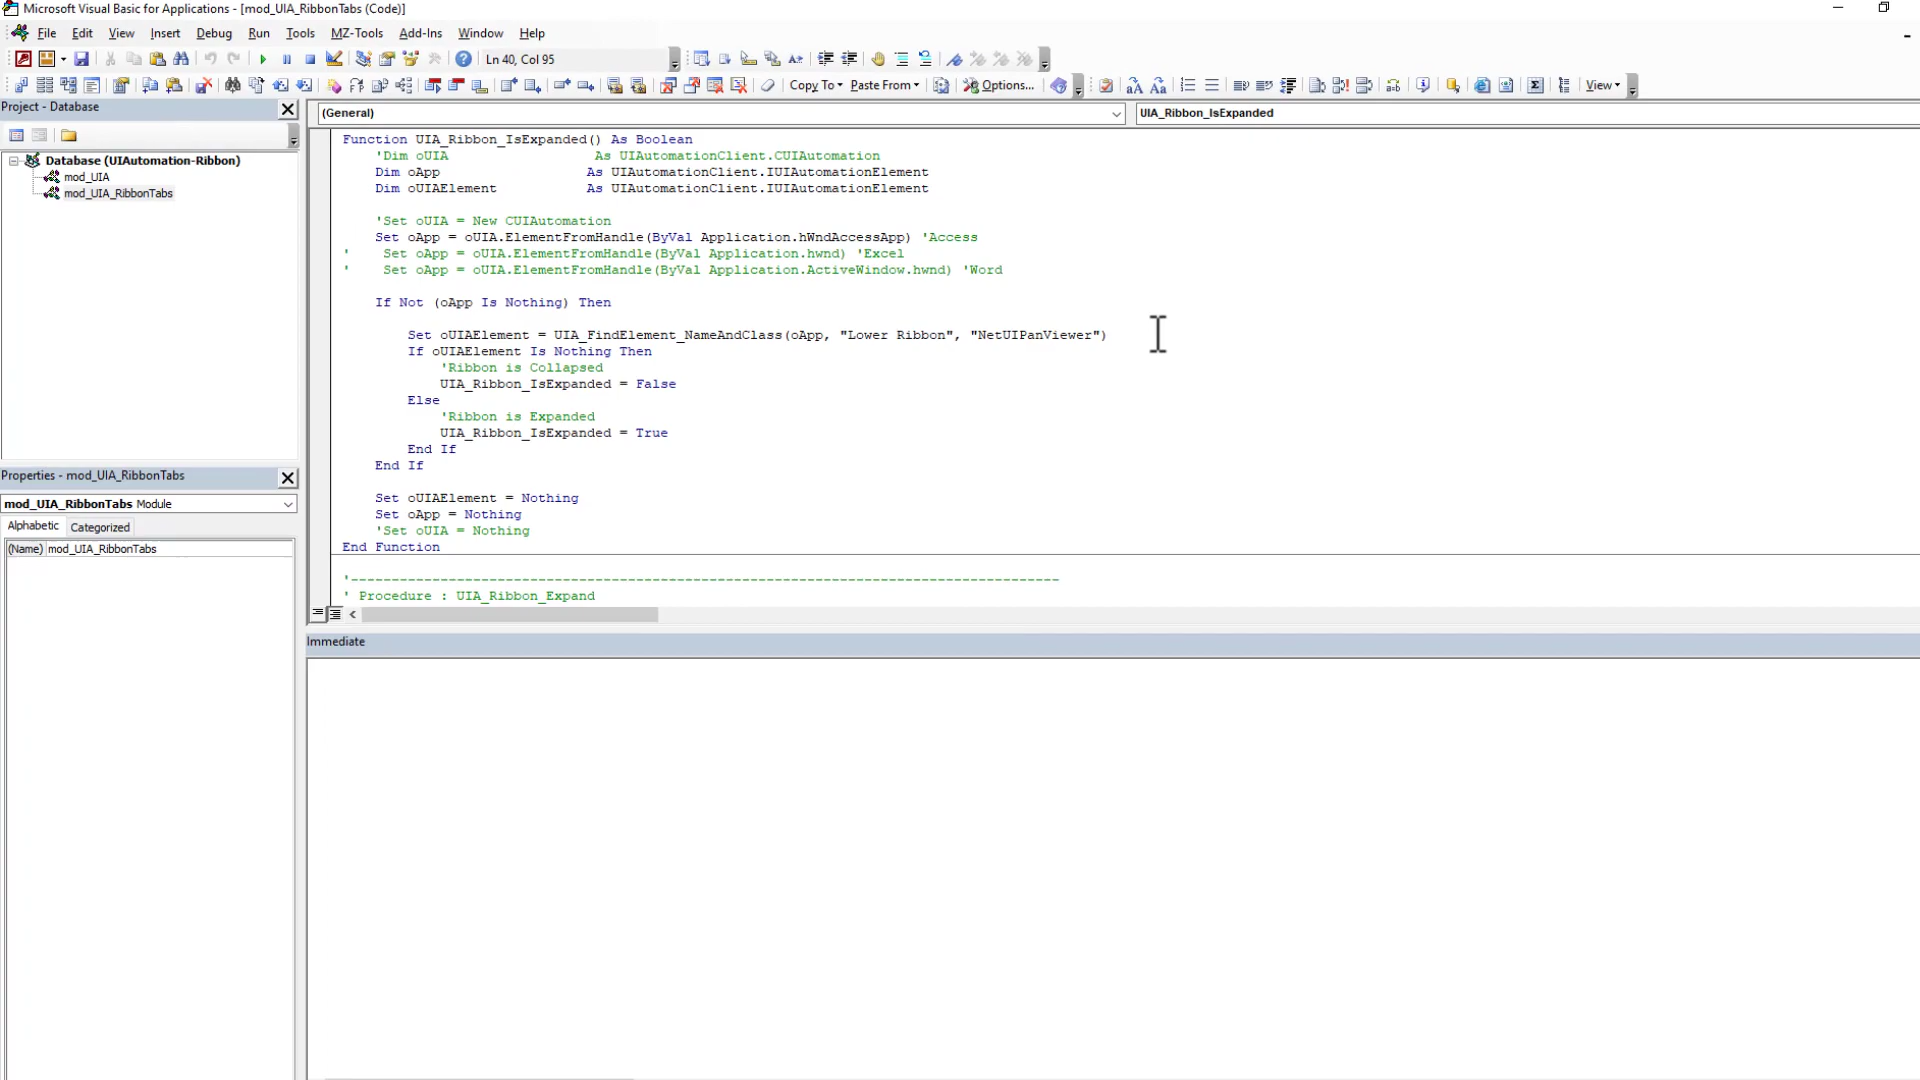 Microsoft Visual Basic for Applications - [mod_UIA_RibbonTabs (Code)]
File Edit View Insert Debug Run Tools MZ-Tools Add-Ins Window Help
Ln 40, Col 95
Copy To Paste From Options... View
Project - Database
(General) UIA_Ribbon_IsExpanded
Database (UIAutomation-Ribbon)
mod_UIA
mod_UIA_RibbonTabs
Function UIA_Ribbon_IsExpanded() As Boolean
'Dim oUIA As UIAutomationClient.CUIAutomation
Dim oApp As UIAutomationClient.IUIAutomationElement
Dim oUIAElement As UIAutomationClient.IUIAutomationElement
'Set oUIA = New CUIAutomation
Set oApp = oUIA.ElementFromHandle(ByVal Application.hWndAccessApp) 'Access
' Set oApp = oUIA.ElementFromHandle(ByVal Application.hwnd) 'Excel
' Set oApp = oUIA.ElementFromHandle(ByVal Application.ActiveWindow.hwnd) 'Word
If Not (oApp Is Nothing) Then
Set oUIAElement = UIA_FindElement_NameAndClass(oApp, "Lower Ribbon", "NetUIPanViewer")
If oUIAElement Is Nothing Then
'Ribbon is Collapsed
UIA_Ribbon_IsExpanded = False
Else
'Ribbon is Expanded
UIA_Ribbon_IsExpanded = True
End If
End If
Set oUIAElement = Nothing
Set oApp = Nothing
'Set oUIA = Nothing
End Function
'---------------------------------------------------------------------------------------
' Procedure : UIA_Ribbon_Expand
Properties - mod_UIA_RibbonTabs
mod_UIA_RibbonTabs Module
Alphabetic Categorized
(Name) mod_UIA_RibbonTabs
Immediate